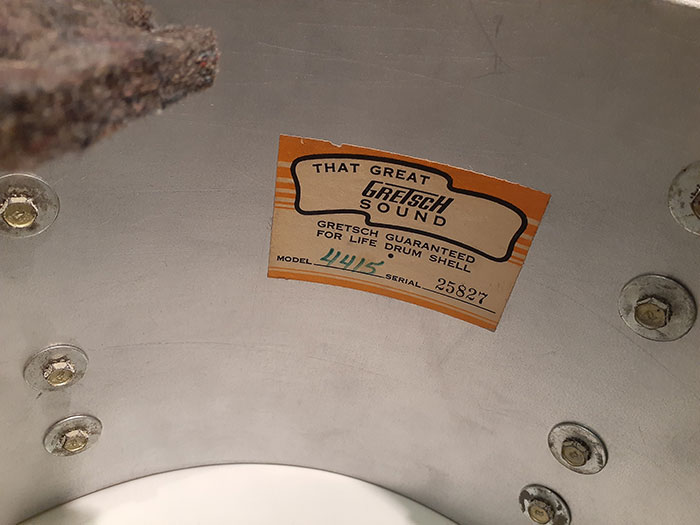 THAT GREAT
GRETSCH
SOUND
GRETSCH GUARANTEED
FOR LIFE DRUM SHELL
MODEL 4415 SERIAL 25827